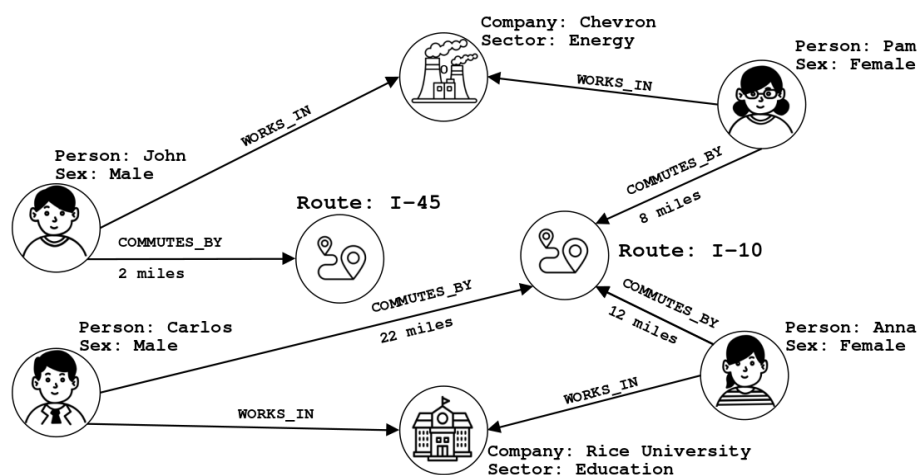 Company: Chevron
Sector: Energy
Person: Pam
Sex: Female
WORKS_IN
WORKS_IN
Person: John
Sex: Male
COMMUTES_BY
8 miles
Route: I-45
COMMUTES_BY
2 miles
Route: I-10
COMMUTES_BY
22 miles
COMMUTES_BY
12 miles
Person: Carlos
Sex: Male
Person: Anna
Sex: Female
WORKS_IN
WORKS_IN
Company: Rice University
Sector: Education